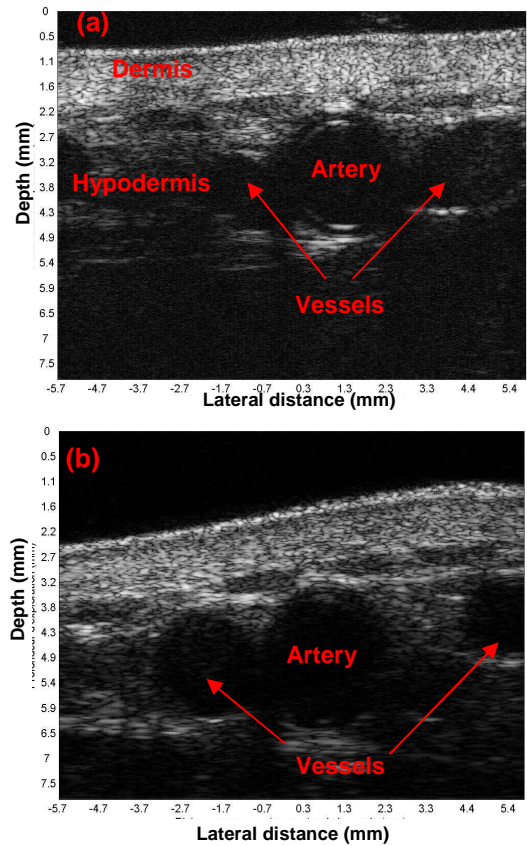 (a)
Dermis
Hypodermis
Artery
Vessels
Depth (mm)
0
0.5
1.1
1.6
2.2
2.7
3.2
3.8
4.3
4.9
5.4
5.9
6.5
7
7.5
-5.7 -4.7 -3.7 -2.7 -1.7 -0.7 0.3 1.3 2.3 3.3 4.4 5.4
Lateral distance (mm)
(b)
Artery
Vessels
Depth (mm)
0
0.5
1.1
1.6
2.2
2.7
3.2
3.8
4.3
4.9
5.4
5.9
6.5
7
7.5
-5.7 -4.7 -3.7 -2.7 -1.7 -0.7 0.3 1.3 2.3 3.3 4.4 5.4
Lateral distance (mm)